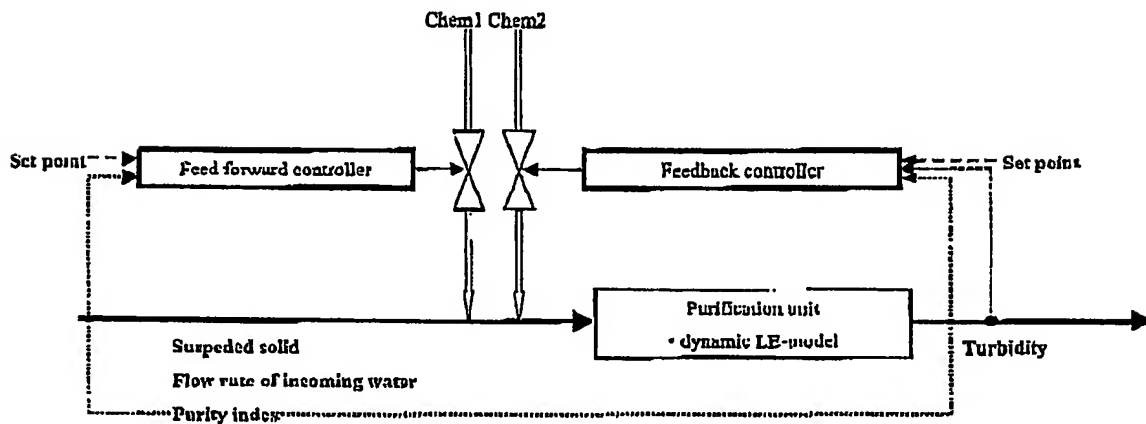 Chem1 Chem2
Set point
Feed forward controller
Feedback controller
Set point
Purification unit
• dynamic LE-model
Suspeded solid
Turbidity
Flow rate of incoming water
Purity index